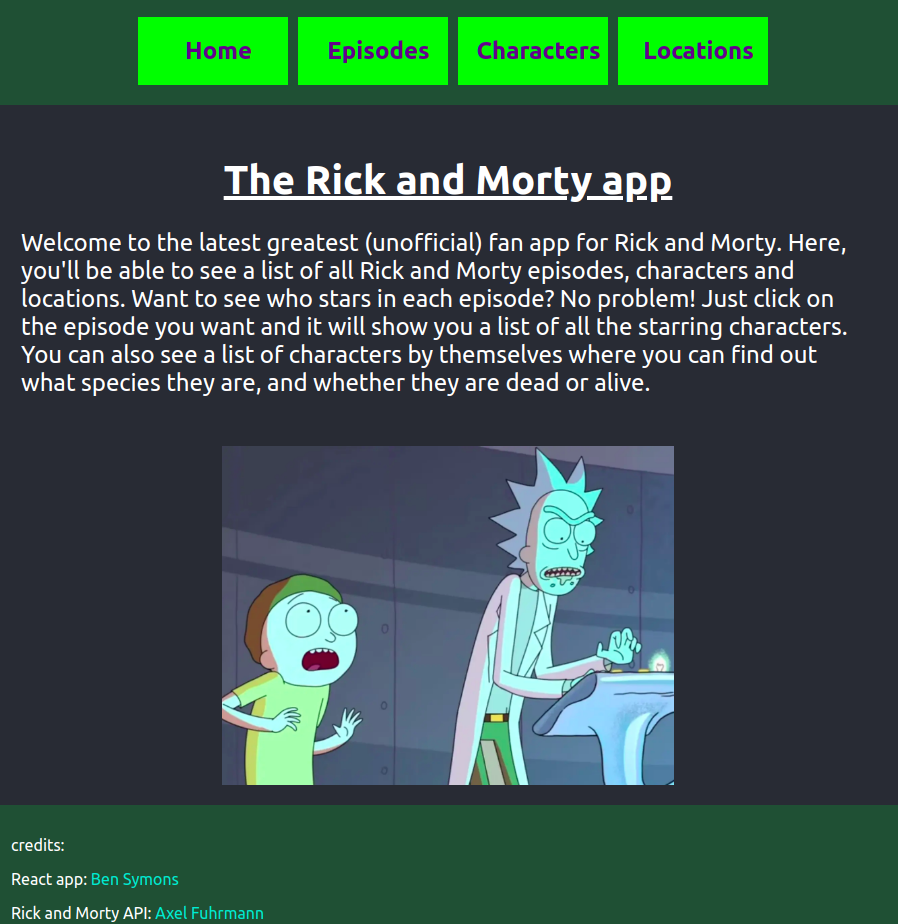 Home Episodes Characters Locations
The Rick and Morty app
Welcome to the latest greatest (unofficial) fan app for Rick and Morty. Here,
you'll be able to see a list of all Rick and Morty episodes, characters and
locations. Want to see who stars in each episode? No problem! Just click on
the episode you want and it will show you a list of all the starring characters.
You can also see a list of characters by themselves where you can find out
what species they are, and whether they are dead or alive.
credits:
React app: Ben Symons
Rick and Morty API: Axel Fuhrmann